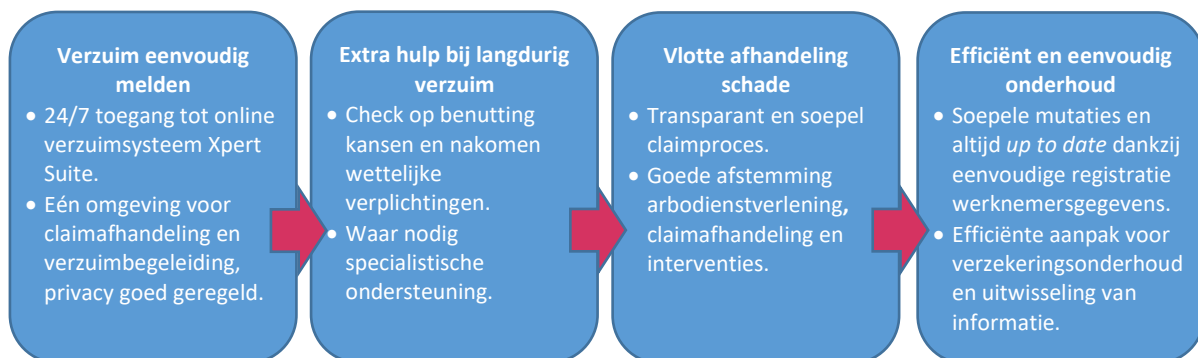 Verzuim eenvoudig
melden
• 24/7 toegang tot online
verzuimsysteem Xpert
Suite.
• Eén omgeving voor
claimafhandeling en
verzuimbegeleiding,
privacy goed geregeld.
Extra hulp bij langdurig
verzuim
• Check op benutting
kansen en nakomen
wettelijke
verplichtingen.
• Waar nodig
specialistische
ondersteuning.
Vlotte afhandeling
schade
• Transparant en soepel
claimproces.
• Goede afstemming
arbodienstverlening,
claimafhandeling en
interventies.
Efficiënt en eenvoudig
onderhoud
• Soepele mutaties en
altijd up to date dankzij
eenvoudige registratie
werknemersgegevens.
• Efficiënte aanpak voor
verzekeringsonderhoud
en uitwisseling van
informatie.